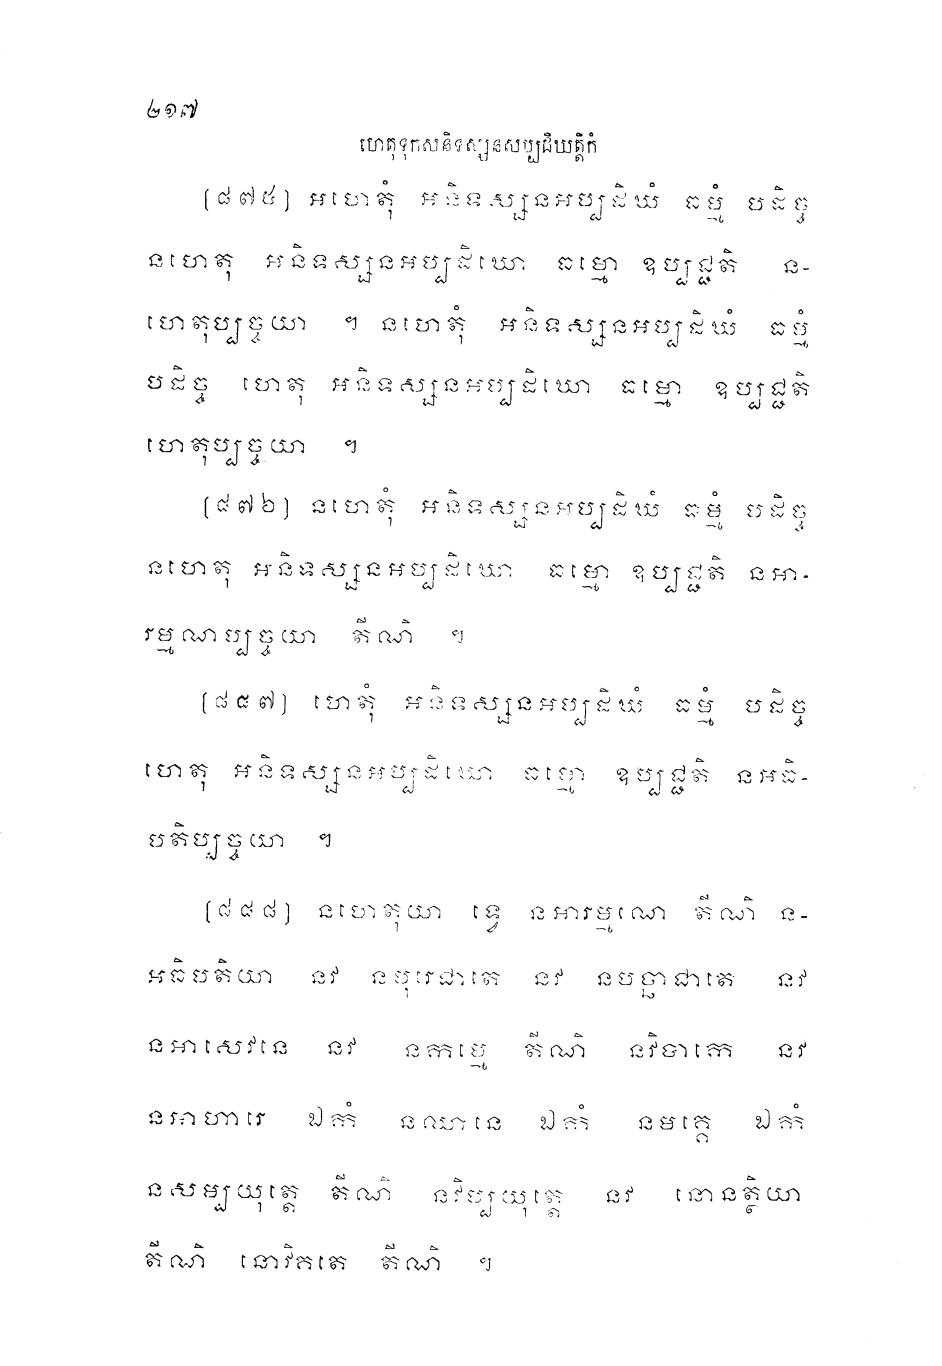 ២១៧
ហេតុទុកសនិទស្សនសប្បដិឃត្តិកំ
(៨៧៥) អហេតុំ អនិទស្សនអប្បដិឃំ ធម្មំ បដិច្ច
នហេតុ អនិទស្សនអប្បដិឃោ ធម្មោ ឧប្បជ្ជតិ ន-
ហេតុប្បច្ចយា ។ នហេតុំ អនិទស្សនអប្បដិឃំ ធម្មំ
បដិច្ច ហេតុ អនិទស្សនអប្បដិឃោ ធម្មោ ឧប្បជ្ជតិ
ហេតុប្បច្ចយា ។
(៨៧៦) នហេតុំ អនិទស្សនអប្បដិឃំ ធម្មំ បដិច្ច
នហេតុ អនិទស្សនអប្បដិឃោ ធម្មោ ឧប្បជ្ជតិ នអា-
រម្មណប្បច្ចយា តីណិ ។
(៨៩៧) ហេតុំ អនិទស្សនអប្បដិឃំ ធម្មំ បដិច្ច
ហេតុ អនិទស្សនអប្បដិឃោ ធម្មោ ឧប្បជ្ជតិ នអធិ-
បតិប្បច្ចយា ។
(៨៨៨) នហេតុយា ទ្វេ នអារម្មណេ តីណិ ន-
អធិបតិយា នវ នបុរេជាតេ នវ នបច្ឆាជាតេ នវ
នអាសេវនេ នវ នកម្មេ តីណិ នវិបាកេ នវ
នអាហារេ ឯកំ នឈានេ ឯកំ នមគ្គេ ឯកំ
នសម្បយុត្តេ តីណិ នវិប្បយុត្តេ នវ នោនត្ថិយា
តីណិ នោវិគតេ តីណិ ។